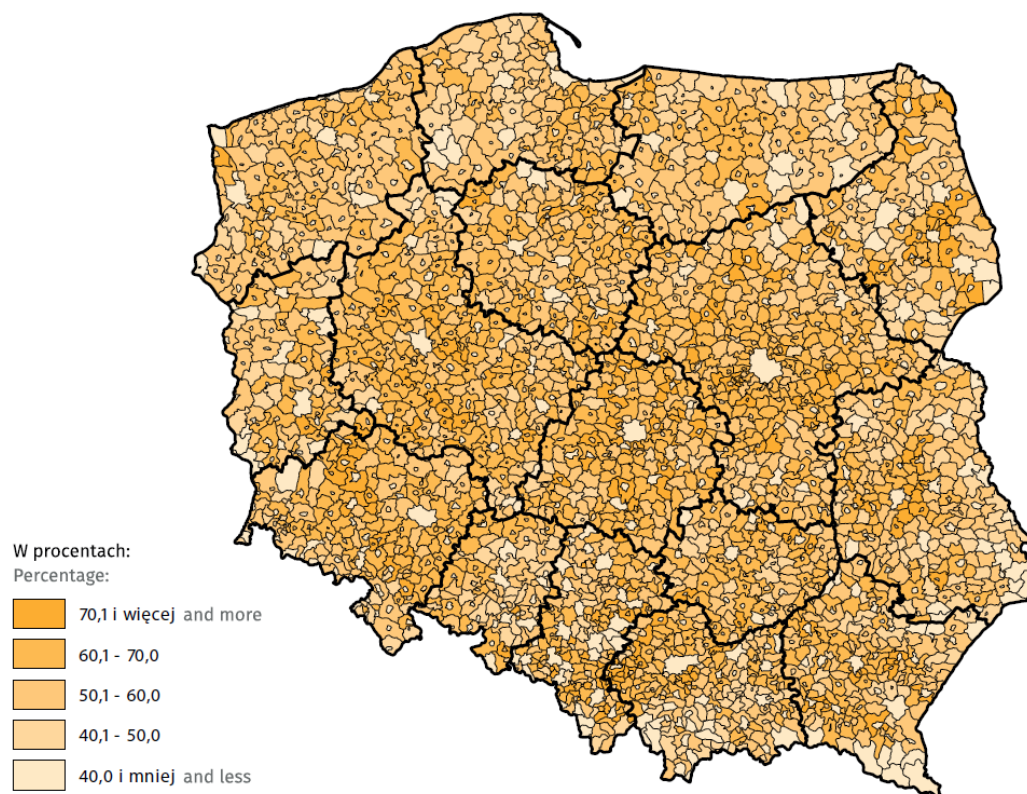 W procentach:
Percentage:
70,1 i więcej and more
60,1 - 70,0
50,1 - 60,0
40,1 - 50,0
40,0 i mniej and less